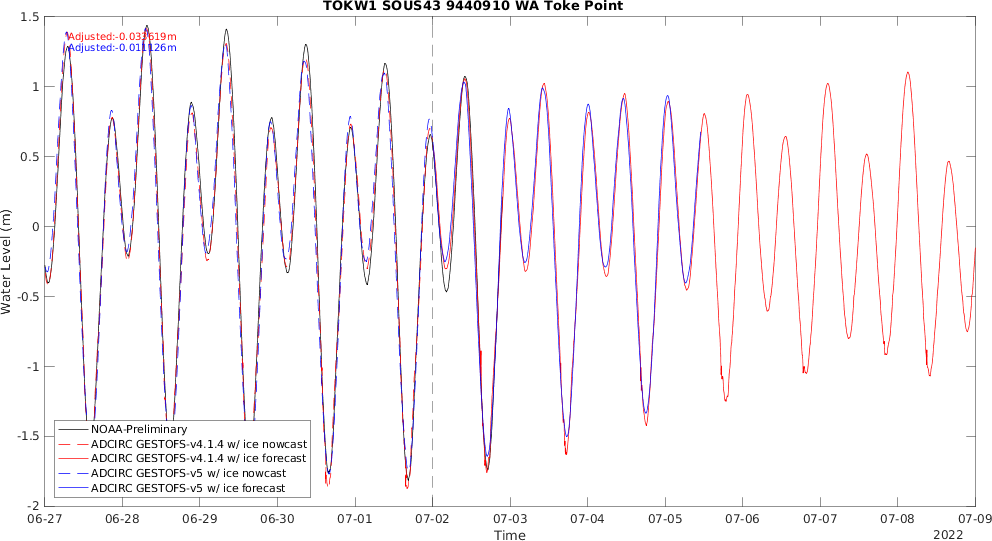 TOKW1 SOUS43 9440910 WA Toke Point
Adjusted:-0.033619m
Adjusted:-0.011126m
Water Level (m)
1.5
1
0.5
0
-0.5
-1
-1.5
-2
NOAA-Preliminary
ADCIRC GESTOFS-v4.1.4 w/ ice nowcast
ADCIRC GESTOFS-v4.1.4 w/ ice forecast
ADCIRC GESTOFS-v5 w/ ice nowcast
ADCIRC GESTOFS-v5 w/ ice forecast
06-27 06-28 06-29 06-30 07-01 07-02 07-03 07-04 07-05 07-06 07-07 07-08 07-09
Time
2022